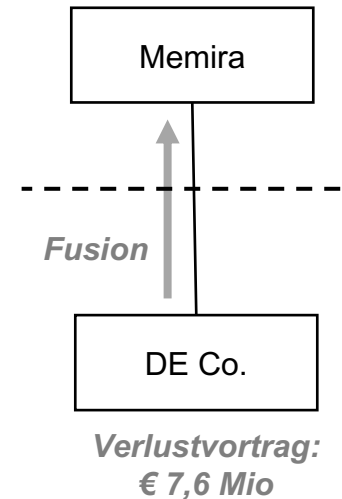 Memira
Fusion
DE Co.
Verlustvortrag:
€ 7,6 Mio